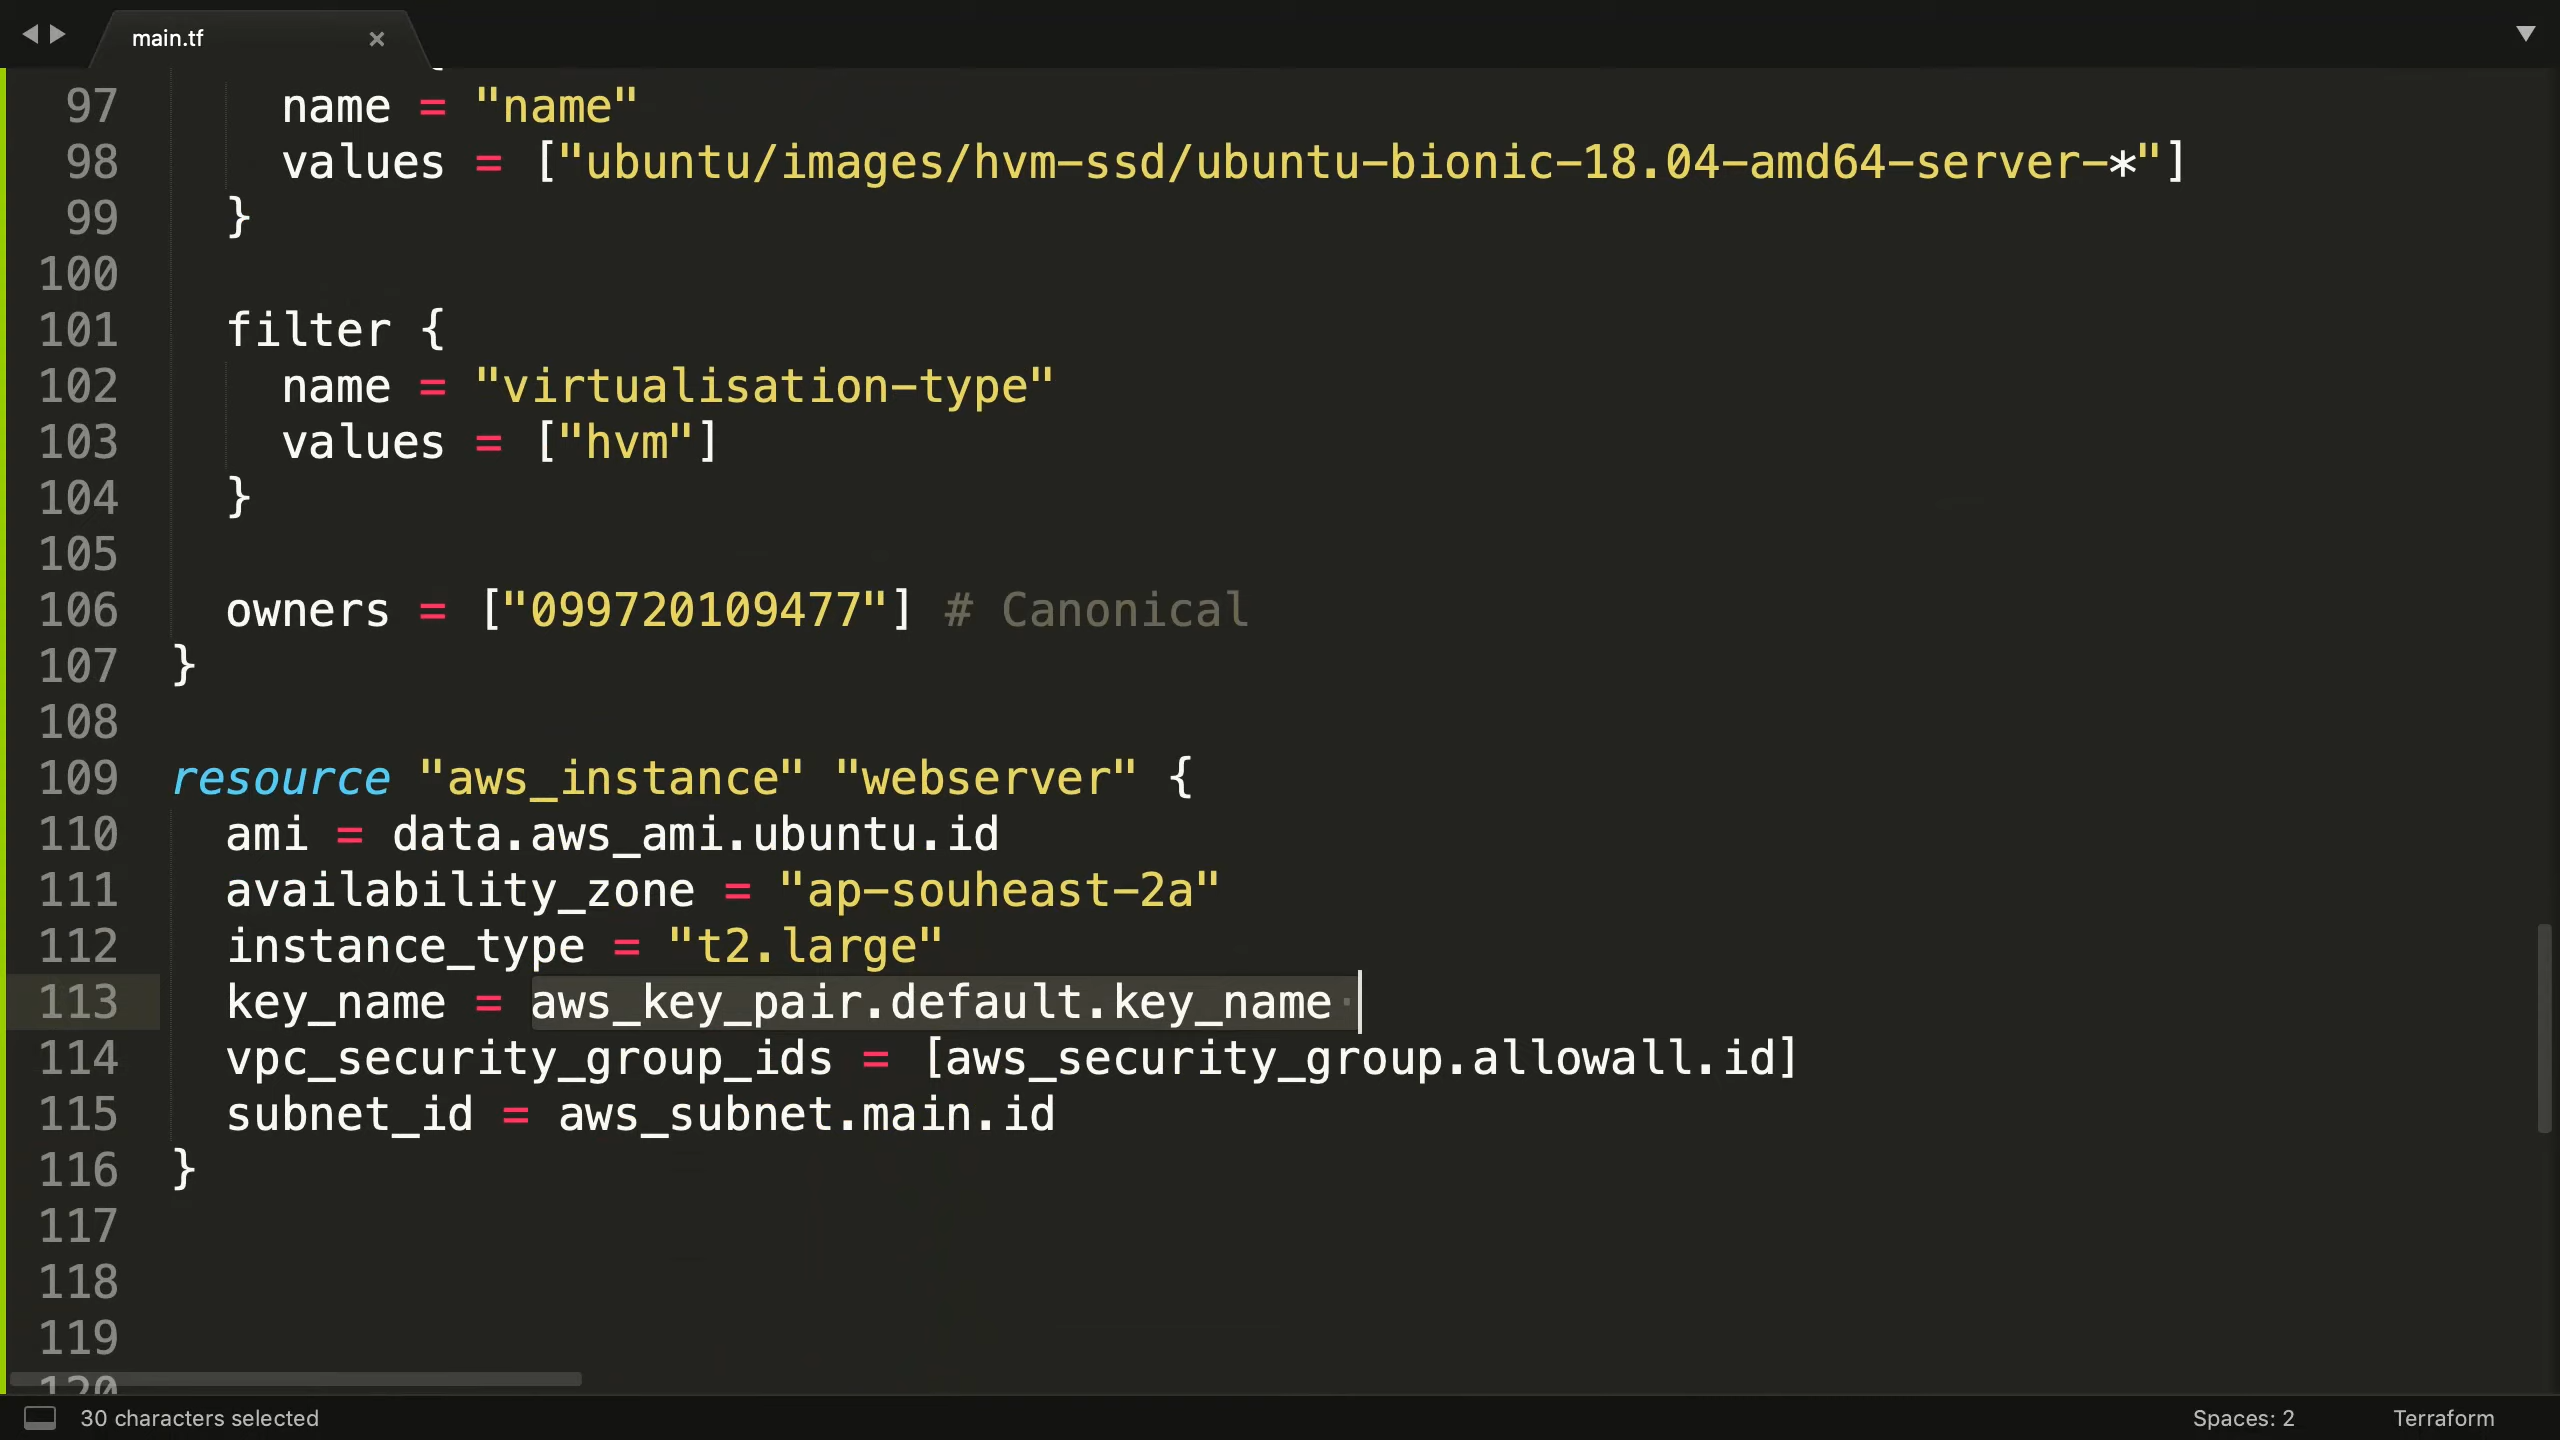 main.tf ×
97 name = "name"
98 values = ["ubuntu/images/hvm-ssd/ubuntu-bionic-18.04-amd64-server-*"]
99 }
100
101 filter {
102 name = "virtualisation-type"
103 values = ["hvm"]
104 }
105
106 owners = ["099720109477"] # Canonical
107 }
108
109 resource "aws_instance" "webserver" {
110 ami = data.aws_ami.ubuntu.id
111 availability_zone = "ap-souheast-2a"
112 instance_type = "t2.large"
113 key_name = aws_key_pair.default.key_name
114 vpc_security_group_ids = [aws_security_group.allowall.id]
115 subnet_id = aws_subnet.main.id
116 }
117
118
119
120
30 characters selected Spaces: 2 Terraform